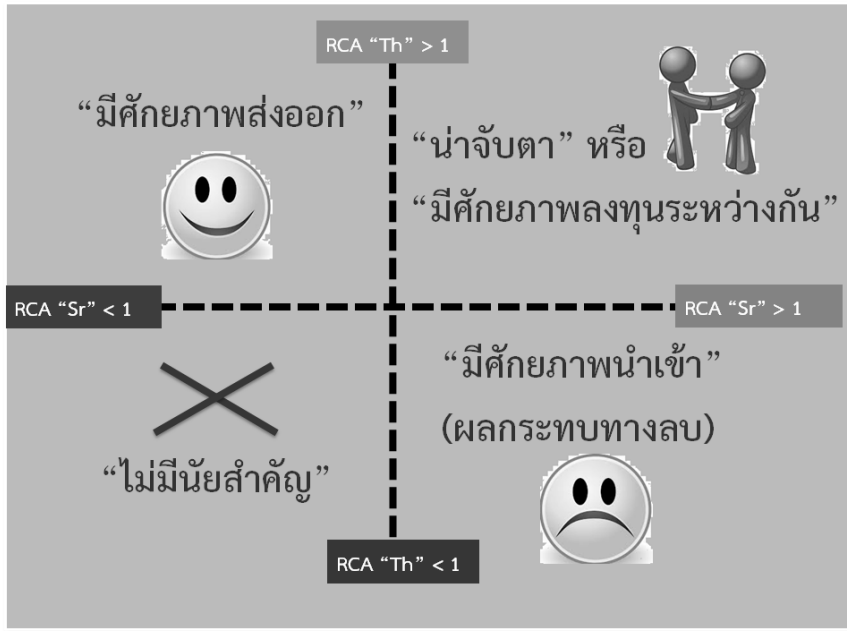 RCA “Th” > 1
“มีศักยภาพส่งออก”
“น่าจับตา” หรือ
“มีศักยภาพลงทุนระหว่างกัน”
RCA “Sr” < 1
RCA “Sr” > 1
“มีศักยภาพนำเข้า”
(ผลกระทบทางลบ)
“ไม่มีนัยสำคัญ”
RCA “Th” < 1